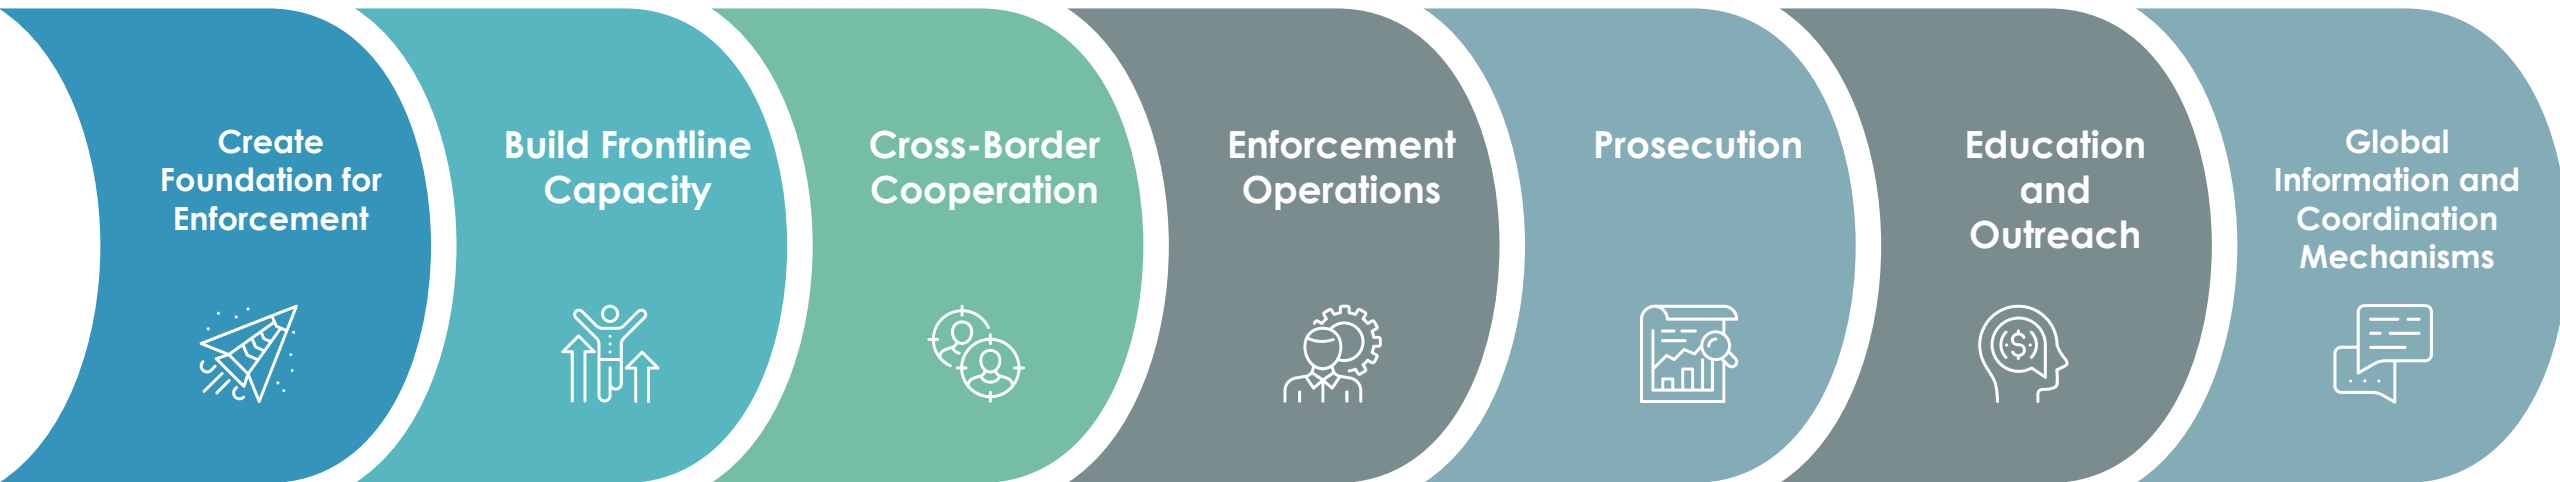 Create
Foundation for
Enforcement
Build Frontline
Capacity
Cross-Border
Cooperation
Enforcement
Operations
Prosecution
Education
and
Outreach
Global
Information and
Coordination
Mechanisms
$